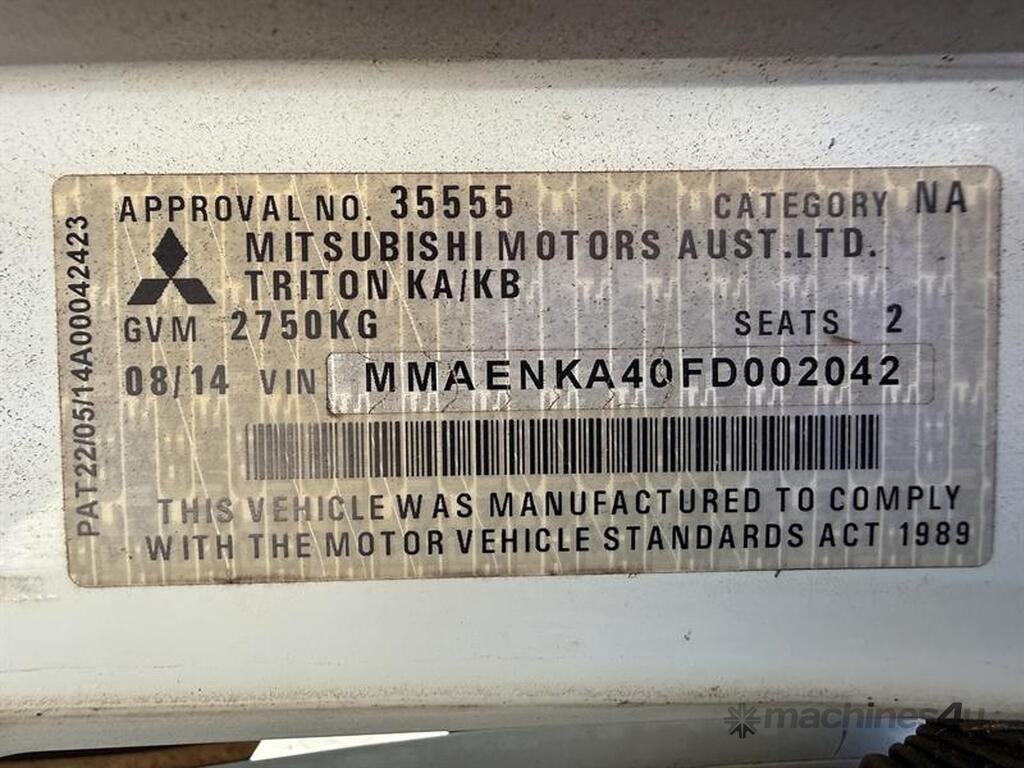 APPROVAL NO. 35555 CATEGORY NA
MITSUBISHI MOTORS AUST.LTD.
TRITON KA/KB
GVM 2750KG SEATS 2
08/14 VIN MMAENKA40FD002042
THIS VEHICLE WAS MANUFACTURED TO COMPLY
WITH THE MOTOR VEHICLE STANDARDS ACT 1989
PAT22/05/14A00042423
machines4u